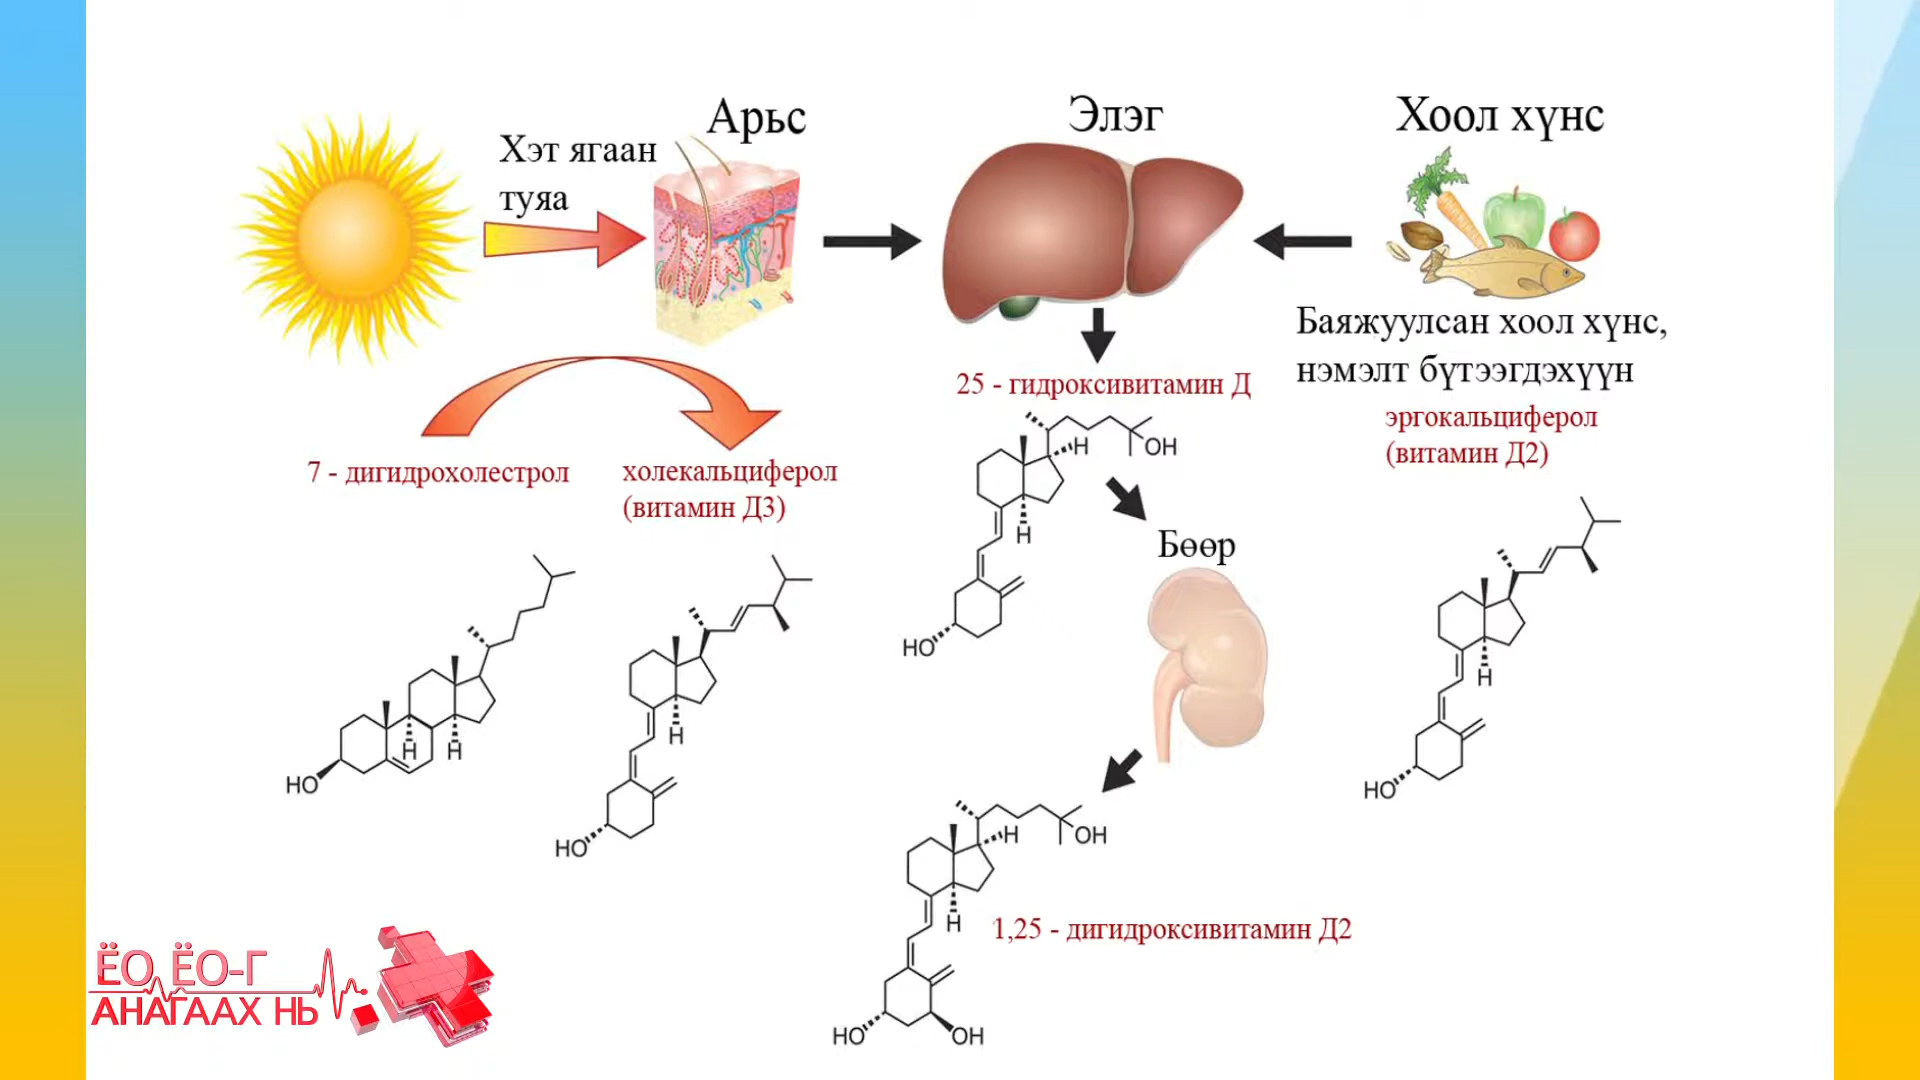 Арьс
Элэг
Хоол хүнс
Хэт ягаан
туяа
Баяжуулсан хоол хүнс,
нэмэлт бүтээгдэхүүн
25 - гидроксивитамин Д
эргокальциферол
(витамин Д2)
7 - дигидрохолестрол
холекальциферол
(витамин Д3)
H
OH
H
HO
Бөөр
H
H
HO
H
HO
H
HO
H
OH
H
1,25 - дигидроксивитамин Д2
HO
OH
ЁО ЁО-Г
АНАГААХ НЬ